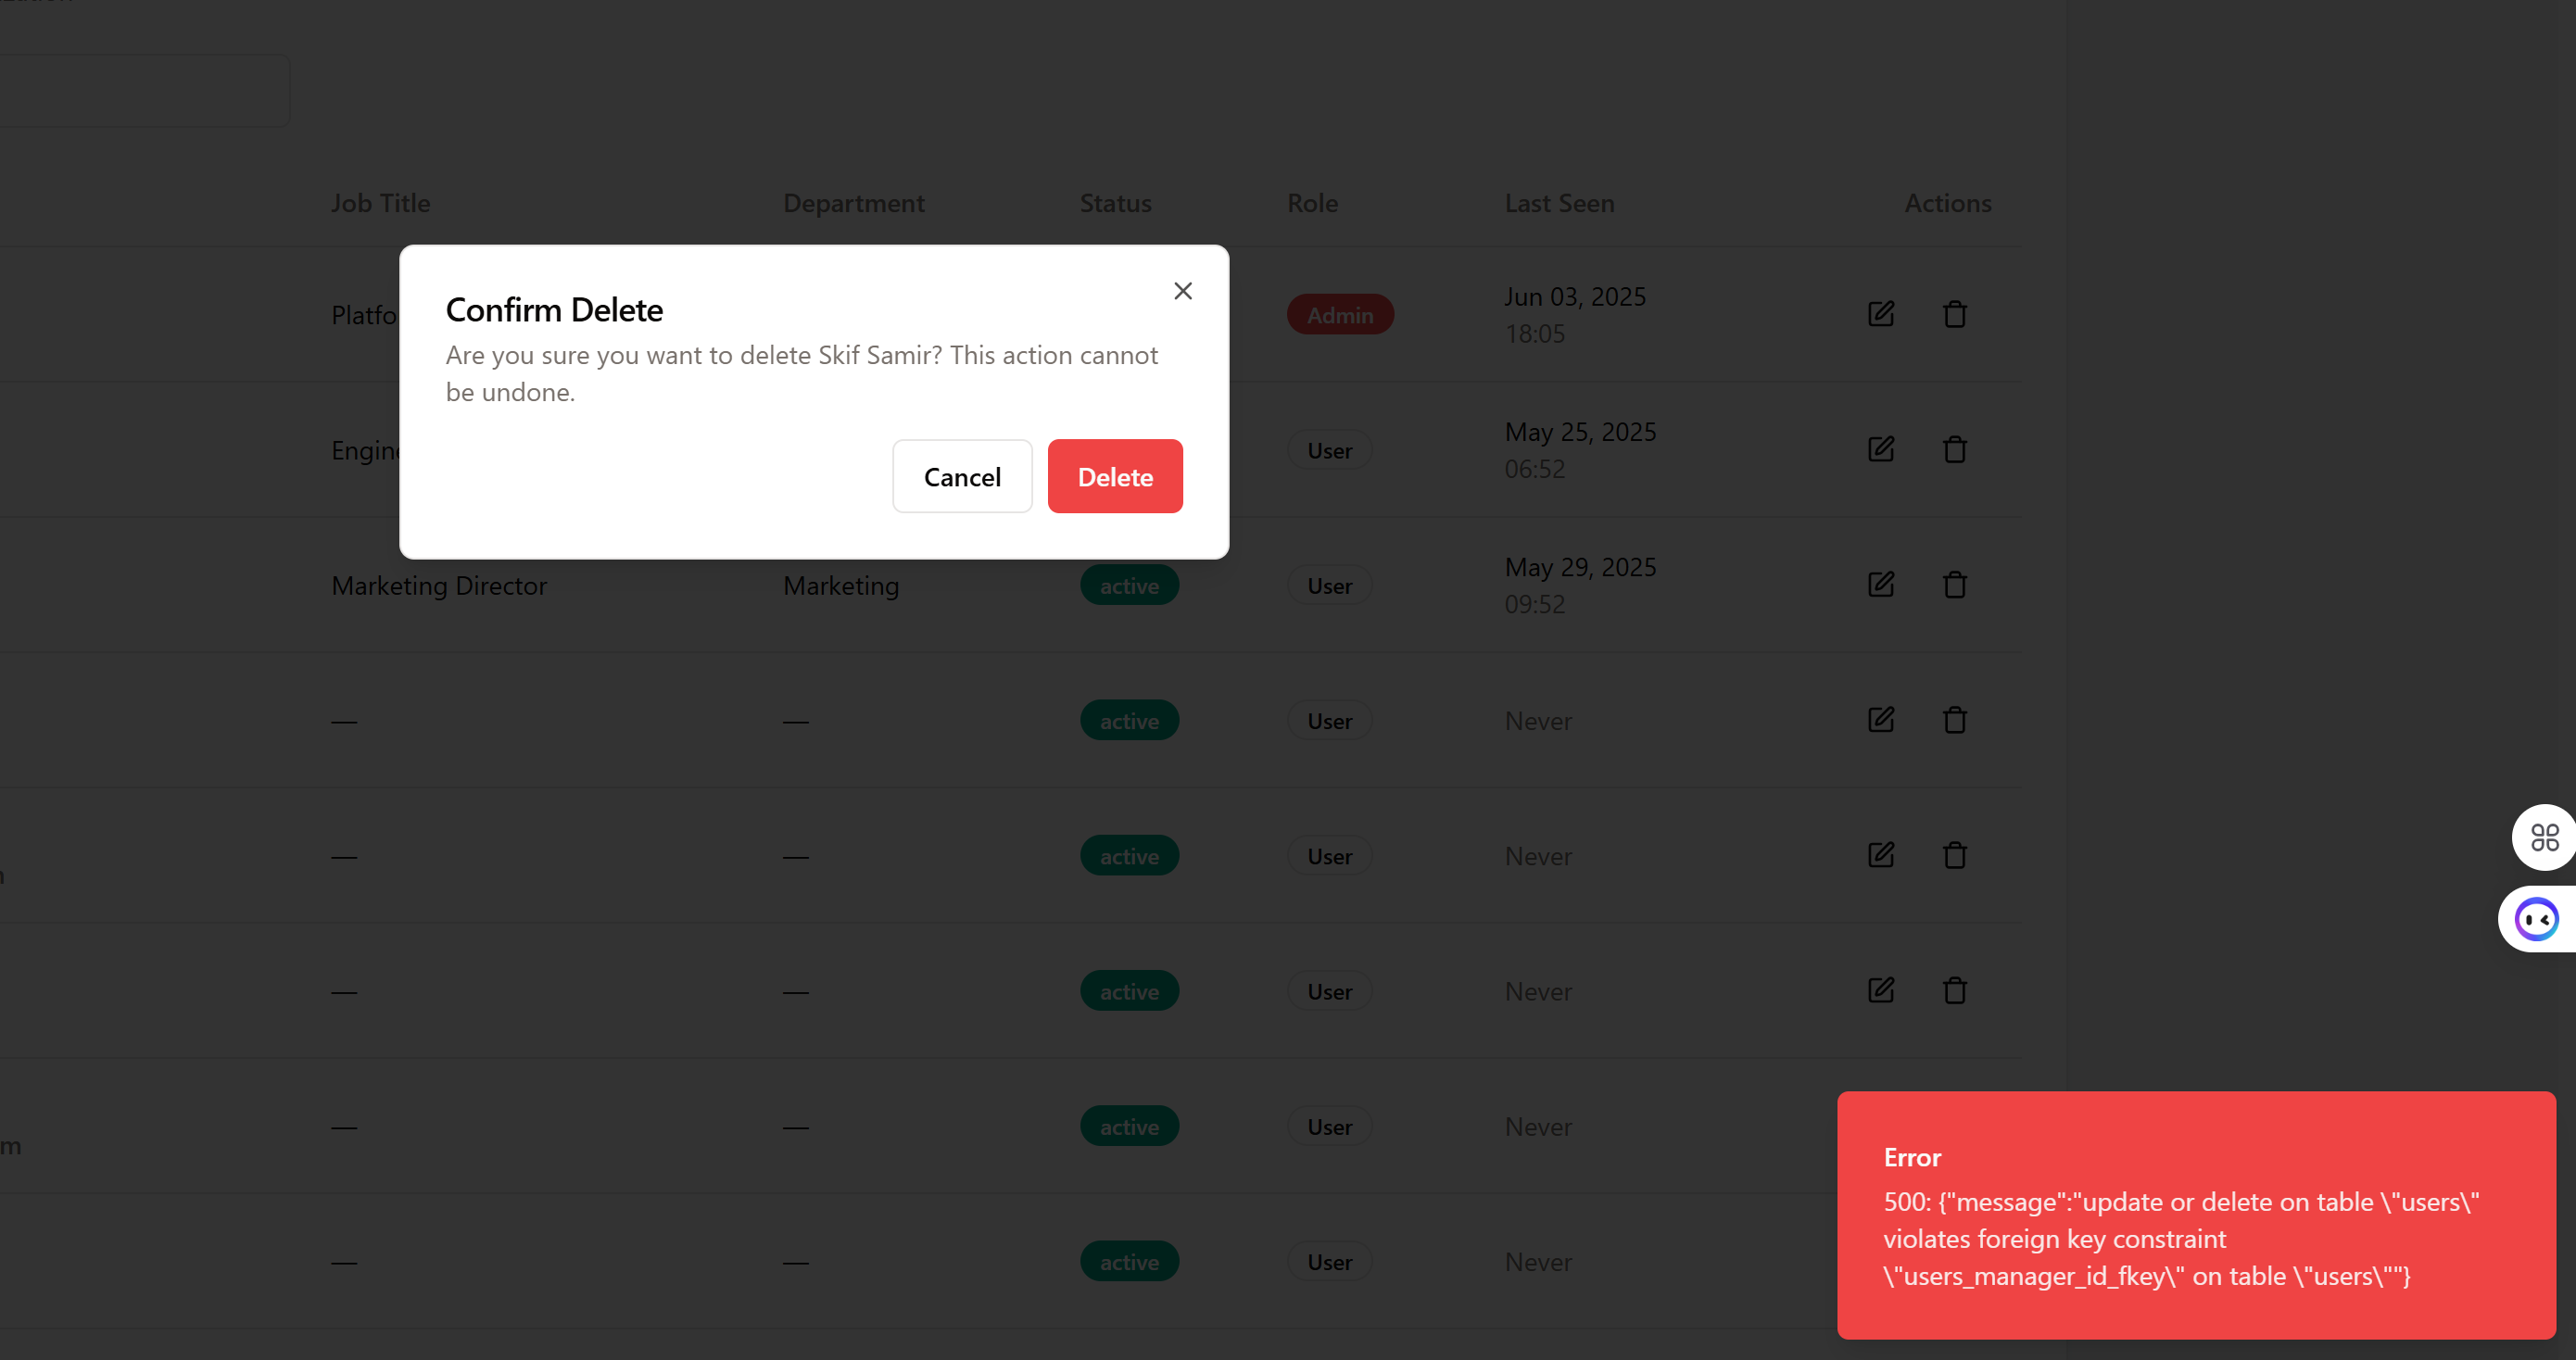 Job Title Department Status Role Last Seen Actions
Confirm Delete
Are you sure you want to delete Skif Samir? This action cannot
be undone.
Cancel Delete
Platfo Admin Jun 03, 2025
18:05
Engine User May 25, 2025
06:52
Marketing Director Marketing active User May 29, 2025
09:52
— — active User Never
— — active User Never
— — active User Never
m — — active User Never
— — active User Never
Error
500: {"message":"update or delete on table \"users\"
violates foreign key constraint
\"users_manager_id_fkey\" on table \"users\""}